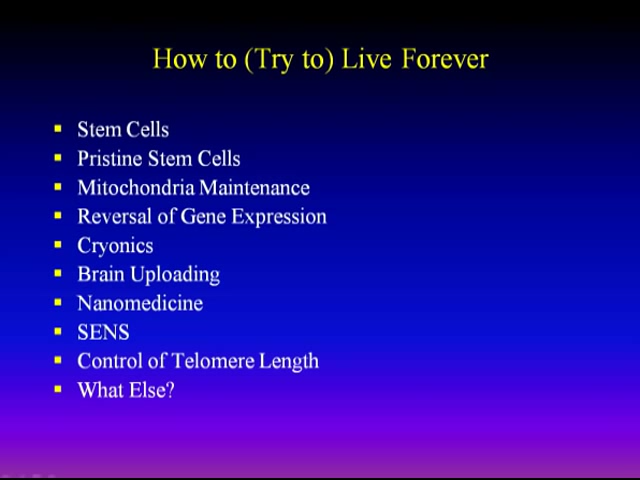 How to (Try to) Live Forever
Stem Cells
Pristine Stem Cells
Mitochondria Maintenance
Reversal of Gene Expression
Cryonics
Brain Uploading
Nanomedicine
SENS
Control of Telomere Length
What Else?